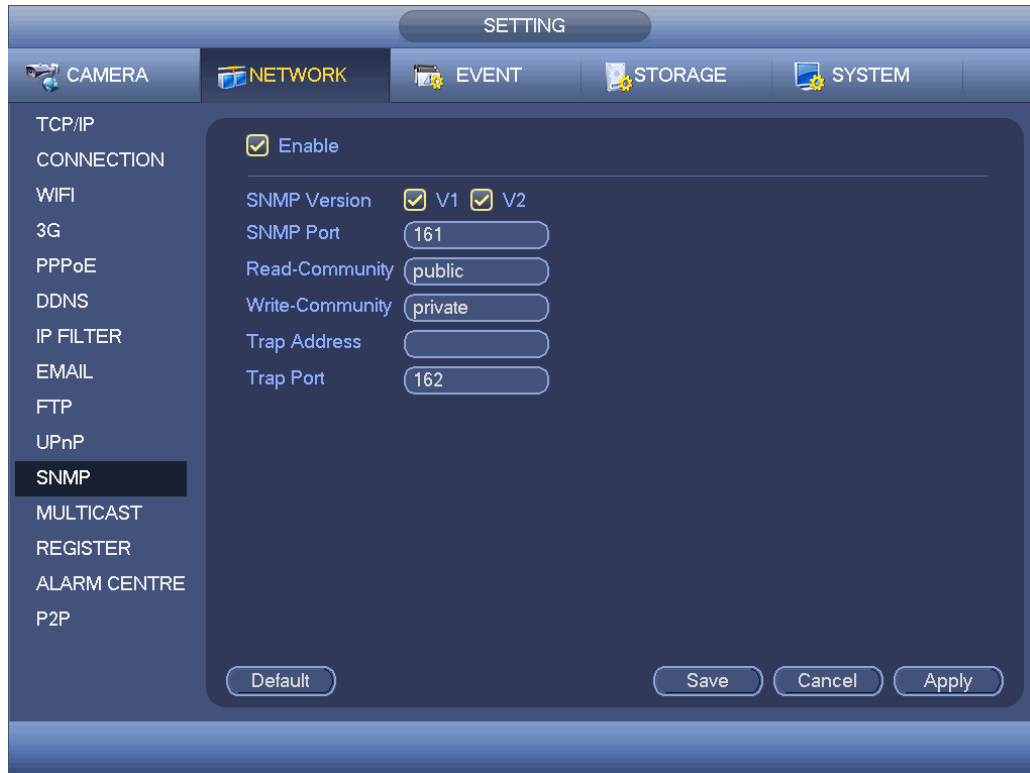 SETTING
CAMERA NETWORK EVENT STORAGE SYSTEM
TCP/IP
CONNECTION
WIFI
3G
PPPoE
DDNS
IP FILTER
EMAIL
FTP
UPnP
SNMP
MULTICAST
REGISTER
ALARM CENTRE
P2P
Enable
SNMP Version V1 V2
SNMP Port 161
Read-Community public
Write-Community private
Trap Address
Trap Port 162
Default Save Cancel Apply